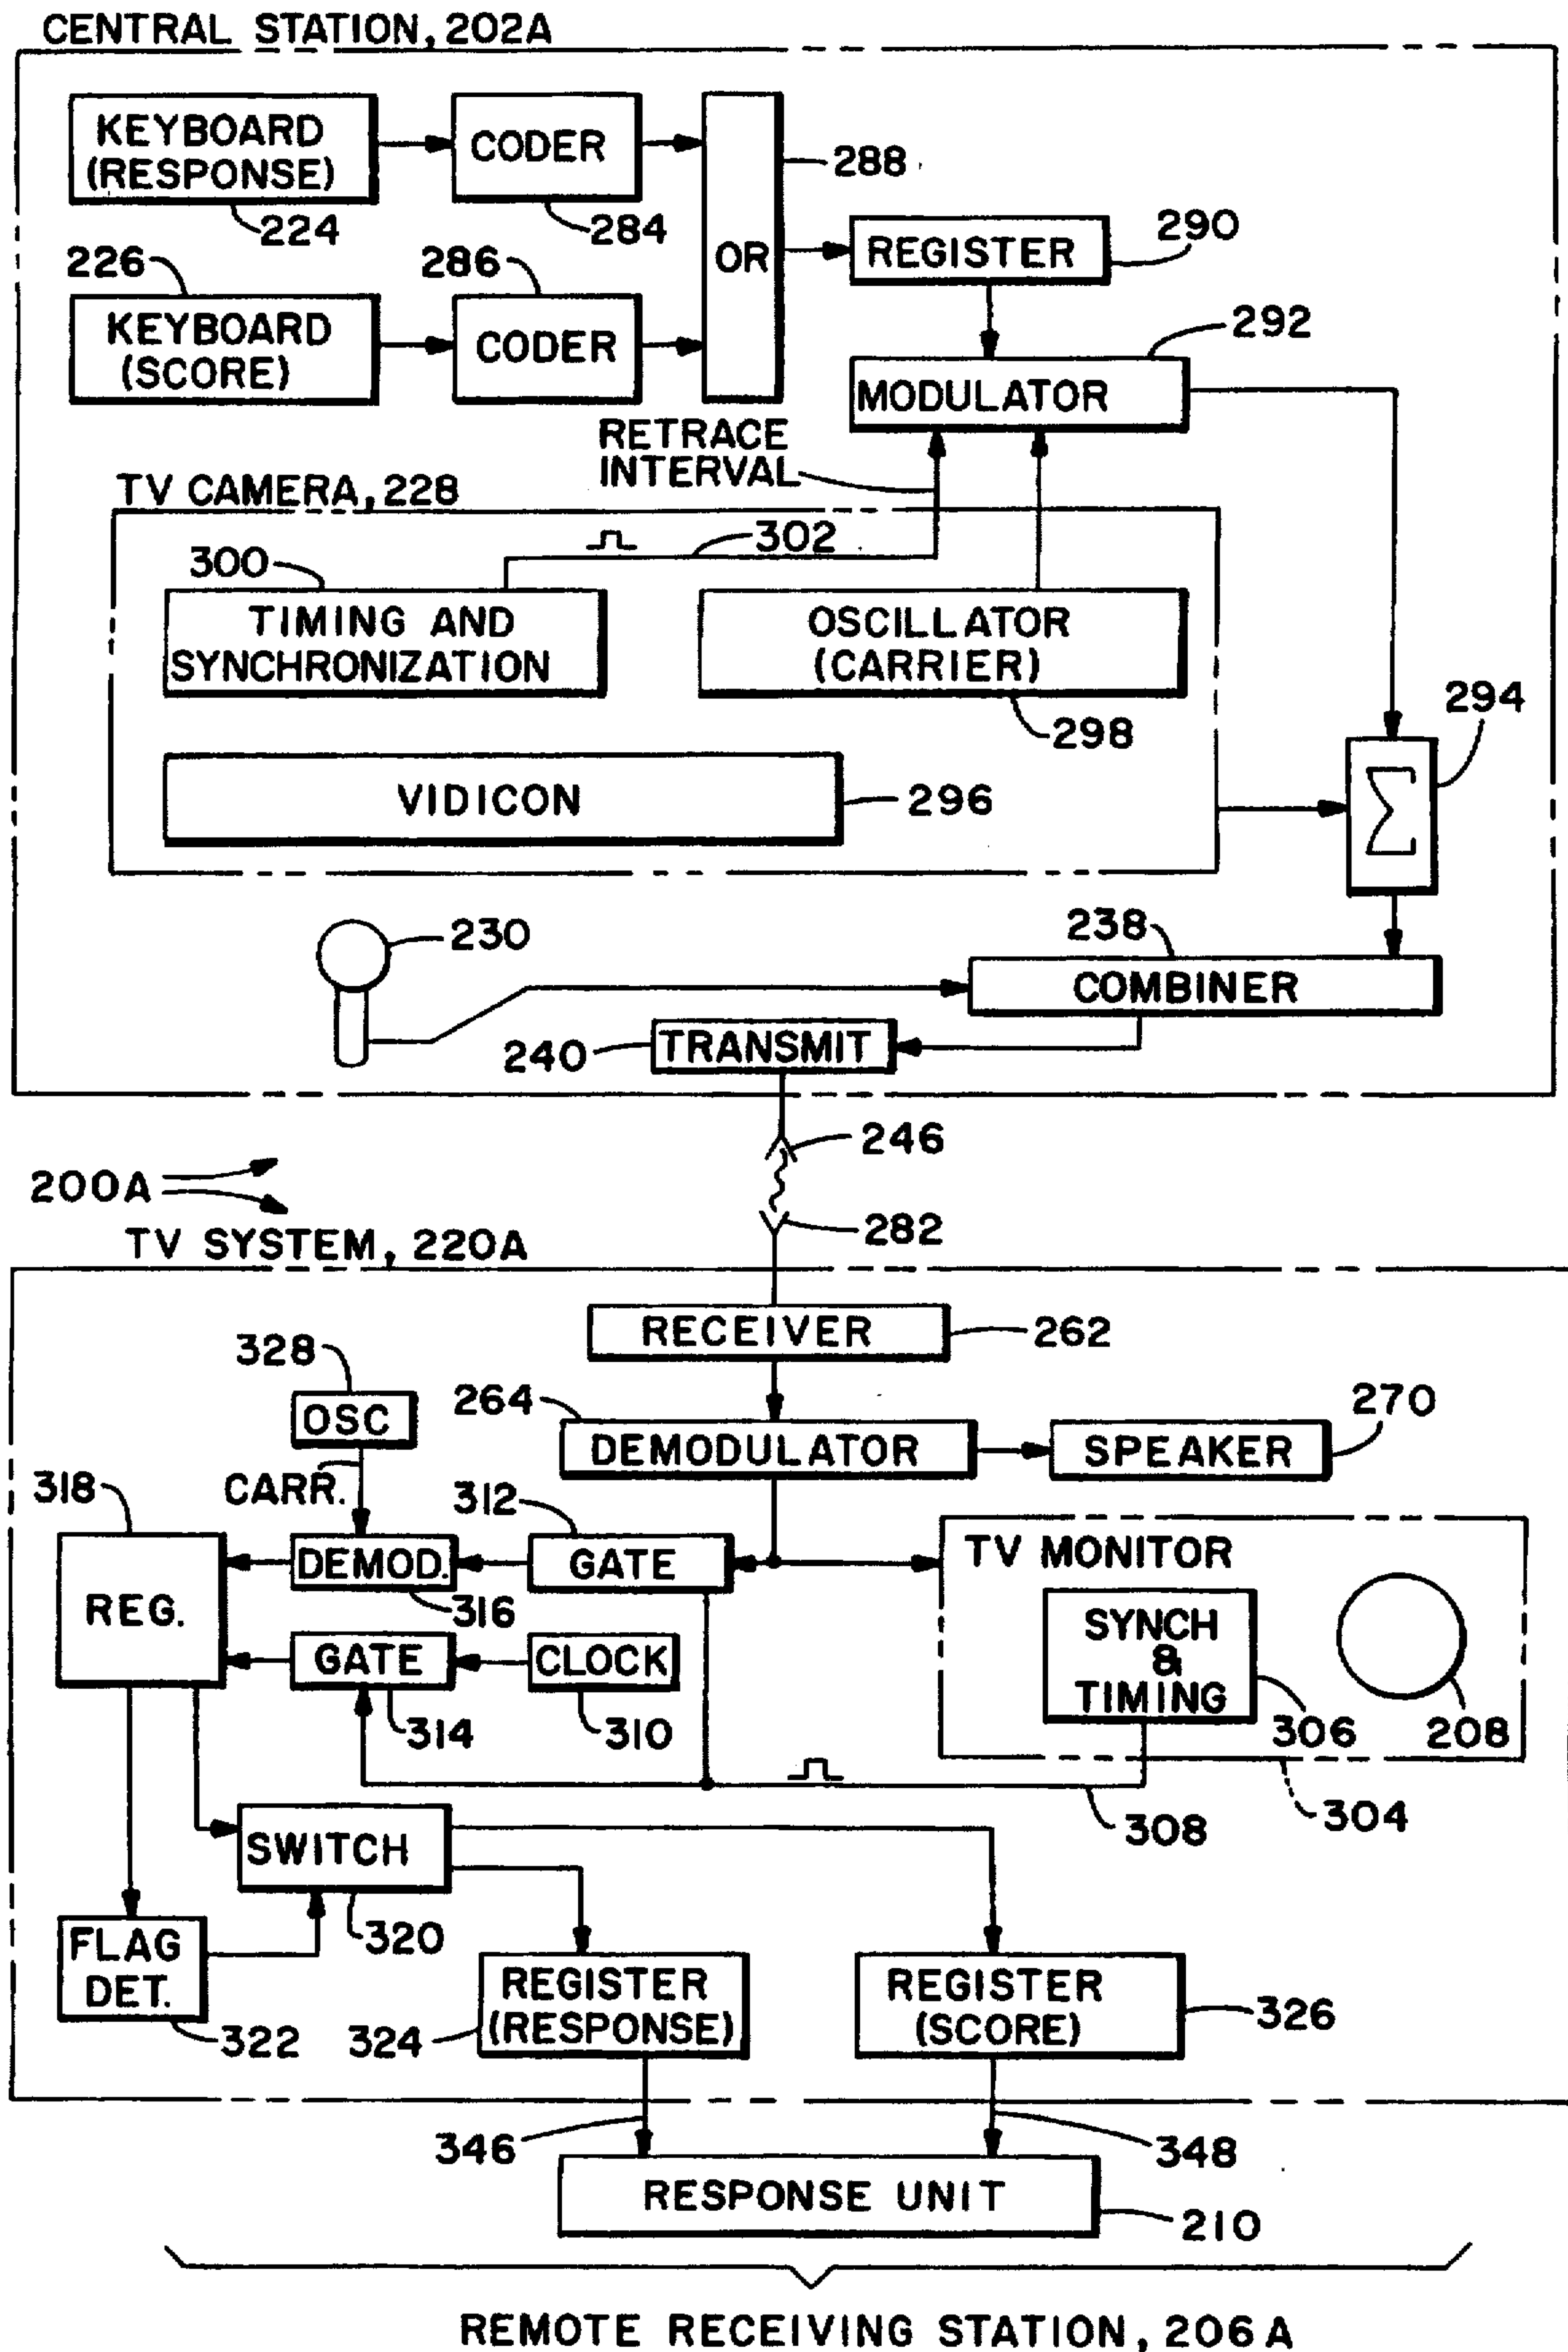 CENTRAL STATION, 202A
KEYBOARD
(RESPONSE)
224
CODER
284
288
OR
226
KEYBOARD
(SCORE)
286
CODER
REGISTER
290
292
MODULATOR
RETRACE
INTERVAL
TV CAMERA, 228
302
300
TIMING AND
SYNCHRONIZATION
OSCILLATOR
(CARRIER)
298
294
Σ
VIDICON
296
230
238
COMBINER
240
TRANSMIT
246
200A
282
TV SYSTEM, 220A
RECEIVER
262
328
OSC
264
DEMODULATOR
SPEAKER
270
CARR.
318
312
REG.
DEMOD.
316
GATE
TV MONITOR
SYNCH
&
TIMING
306
208
GATE
314
CLOCK
310
308
304
SWITCH
320
FLAG
DET.
322
324
REGISTER
(RESPONSE)
REGISTER
(SCORE)
326
346
348
RESPONSE UNIT
210
REMOTE RECEIVING STATION, 206A